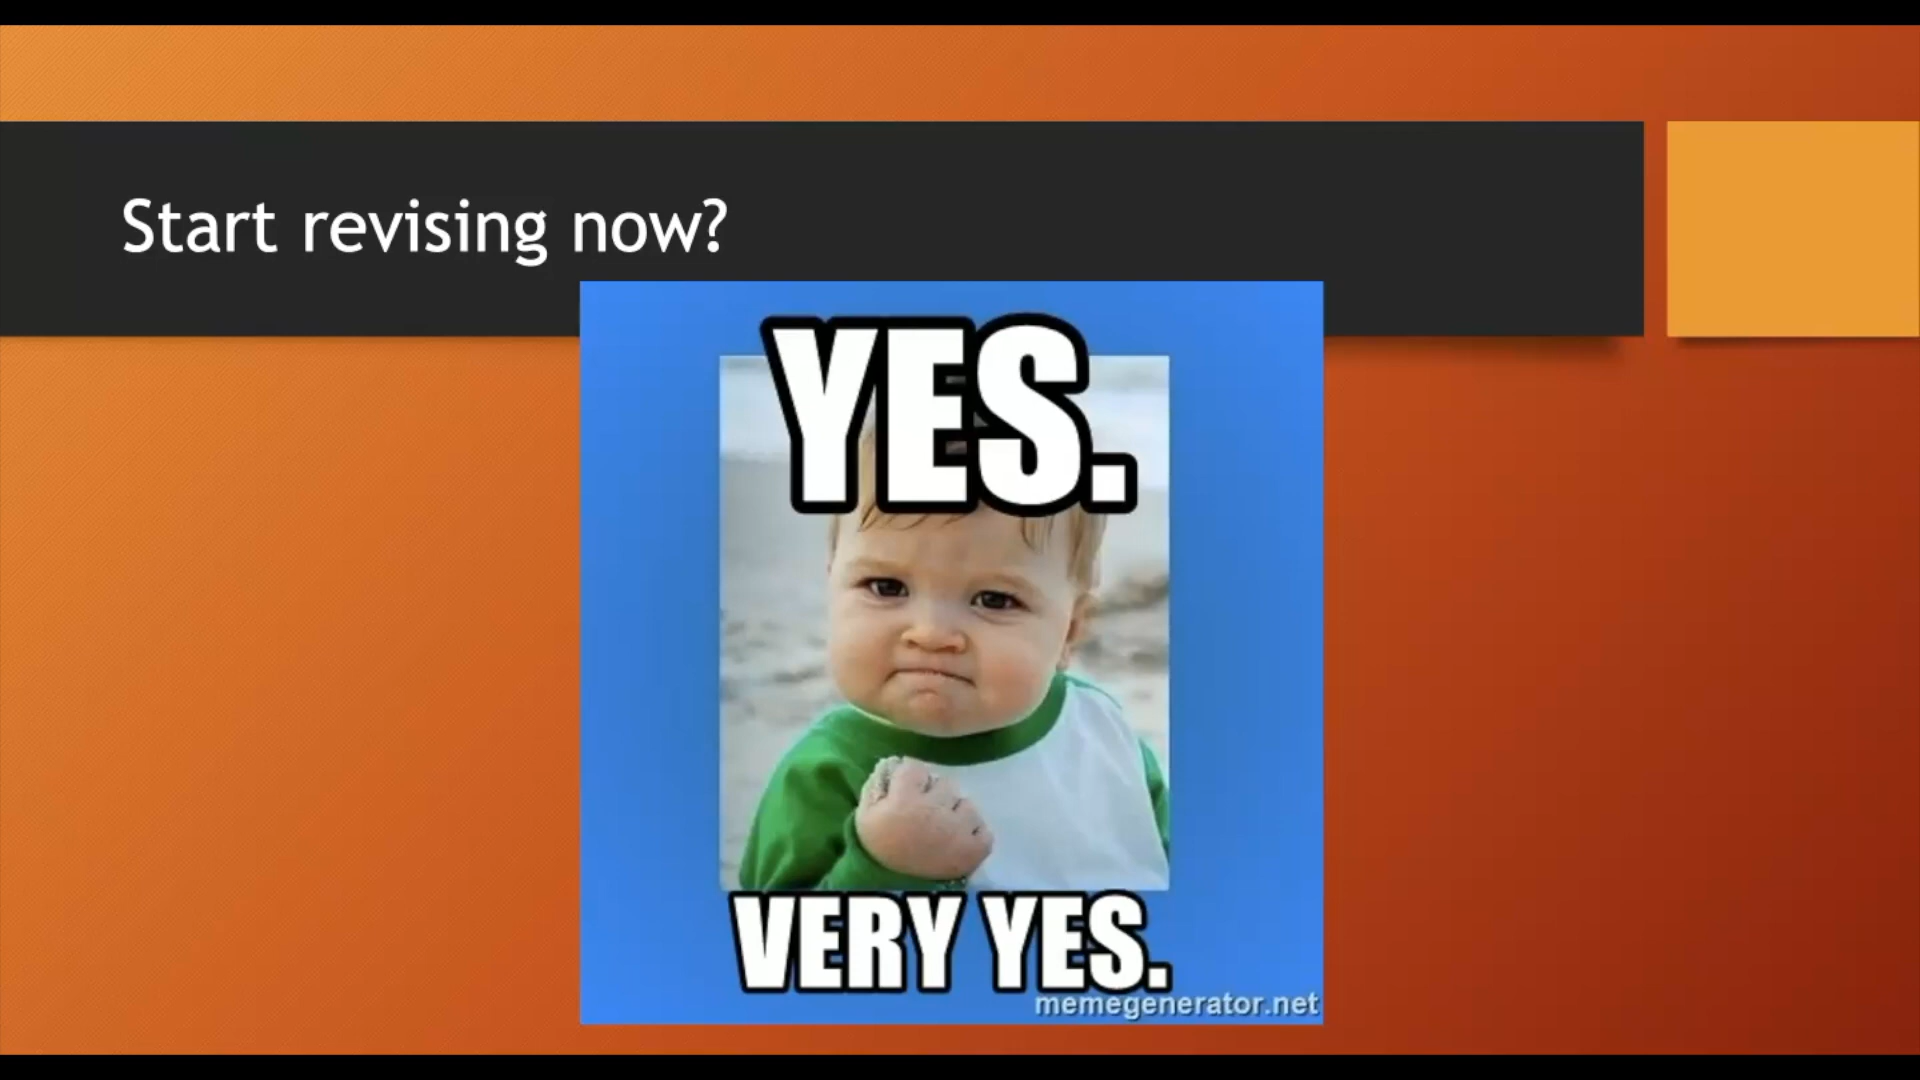 Start revising now?
YES.
VERY YES.
memegenerator.net